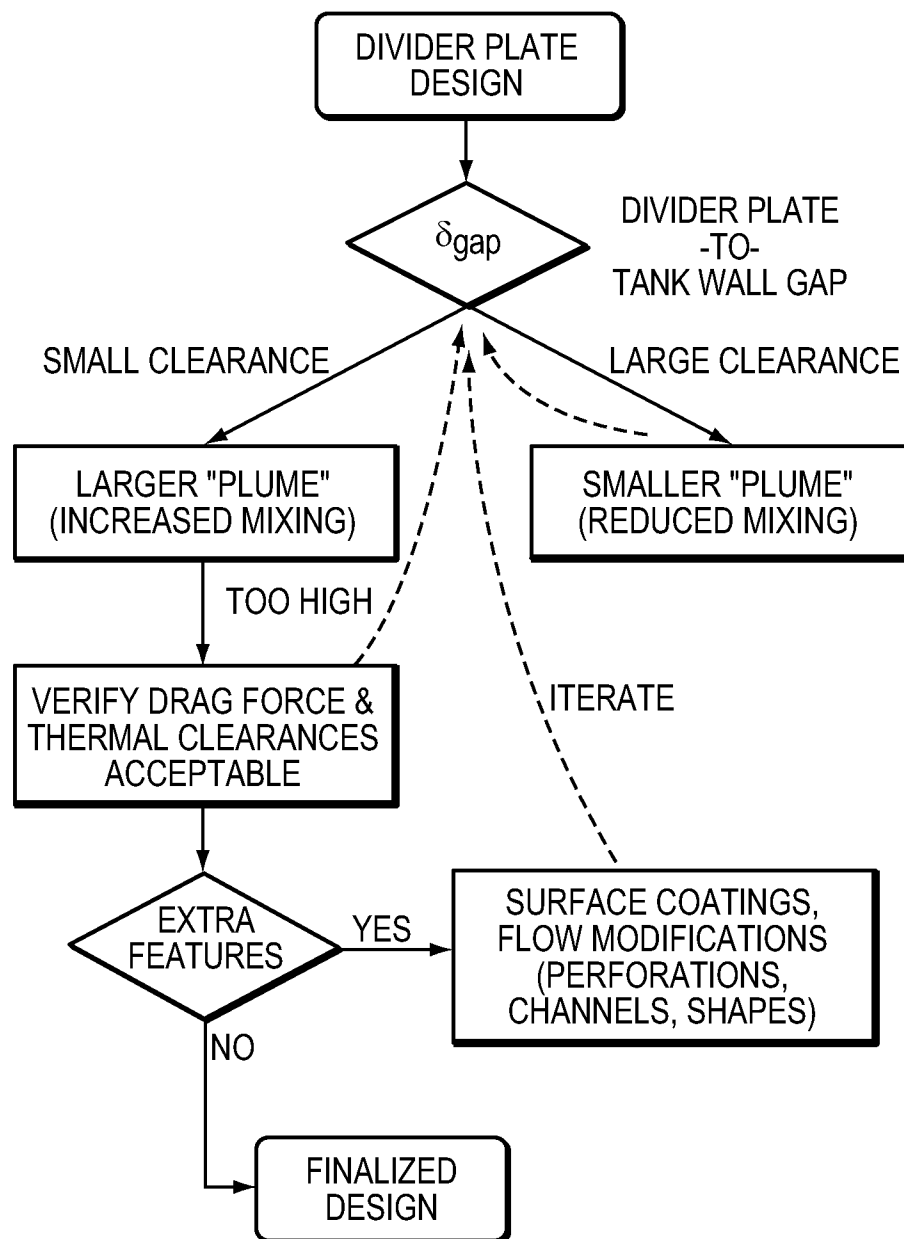 DIVIDER PLATE
DESIGN
δgap
DIVIDER PLATE
-TO-
TANK WALL GAP
SMALL CLEARANCE
LARGE CLEARANCE
LARGER "PLUME"
(INCREASED MIXING)
SMALLER "PLUME"
(REDUCED MIXING)
TOO HIGH
VERIFY DRAG FORCE &
THERMAL CLEARANCES
ACCEPTABLE
ITERATE
EXTRA
FEATURES
YES
SURFACE COATINGS,
FLOW MODIFICATIONS
(PERFORATIONS,
CHANNELS, SHAPES)
NO
FINALIZED
DESIGN